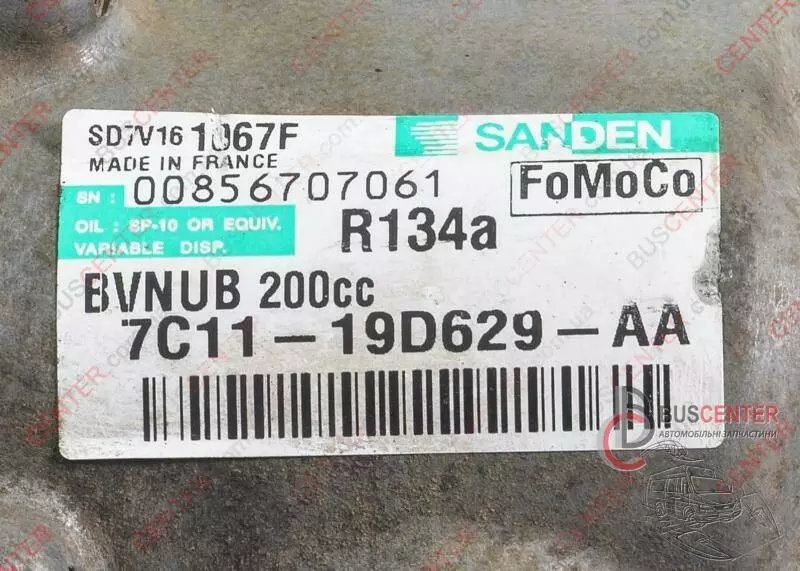 SD7V16 1067F
SANDEN
MADE IN FRANCE
FoMoCo
SN : 00856707061
OIL : SP-10 OR EQUIV.
VARIABLE DISP.
R134a
BVNUB 200cc
7C11-19D629-AA
BUSCENTER
АВТОМОБІЛЬНІ ЗАПЧАСТИНИ